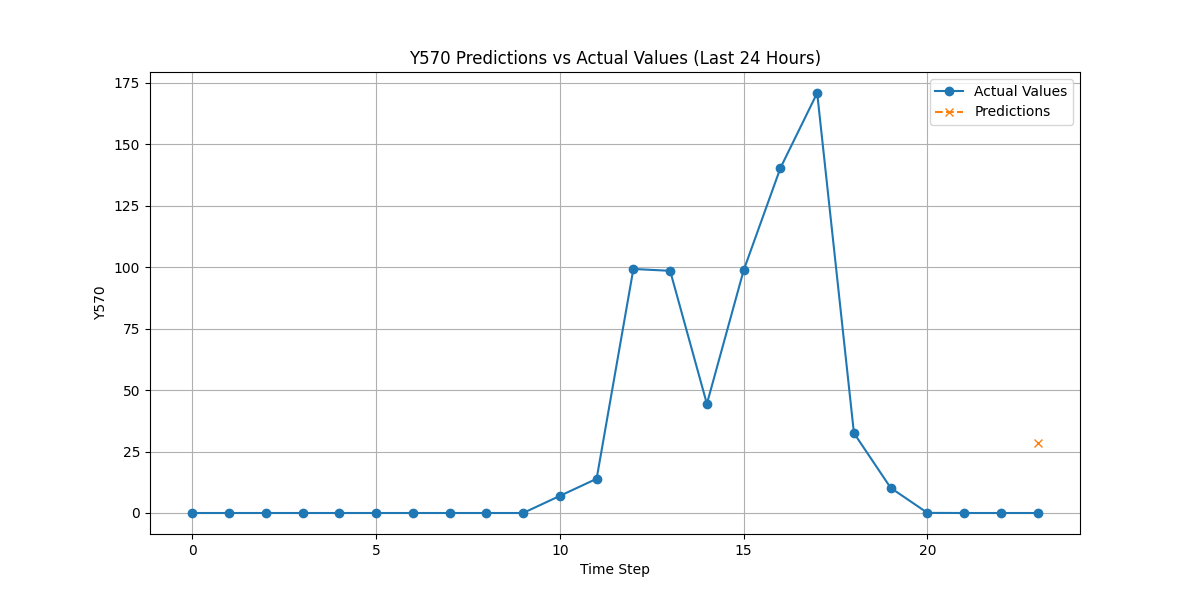 Y570 Predictions vs Actual Values (Last 24 Hours)
Actual Values
Predictions
Y570
175
150
125
100
75
50
25
0
0 5 10 15 20
Time Step